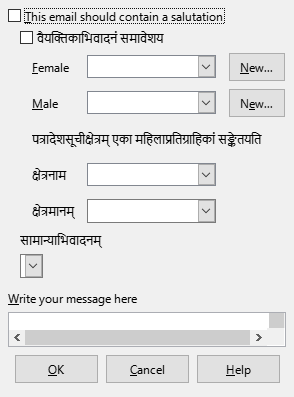 This email should contain a salutation
वैयक्तिकाभिवादनं समावेशय
Female New...
Male New...
पत्रादेशसूचीक्षेत्रम् एका महिलाप्रतिग्राहिकां सङ्केतयति
क्षेत्रनाम
क्षेत्रमानम्
सामान्याभिवादनम्
Write your message here
OK Cancel Help